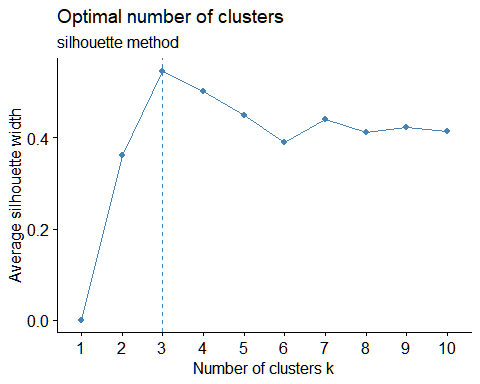 Optimal number of clusters
silhouette method
Average silhouette width
0.4
0.2
0.0
1 2 3 4 5 6 7 8 9 10
Number of clusters k